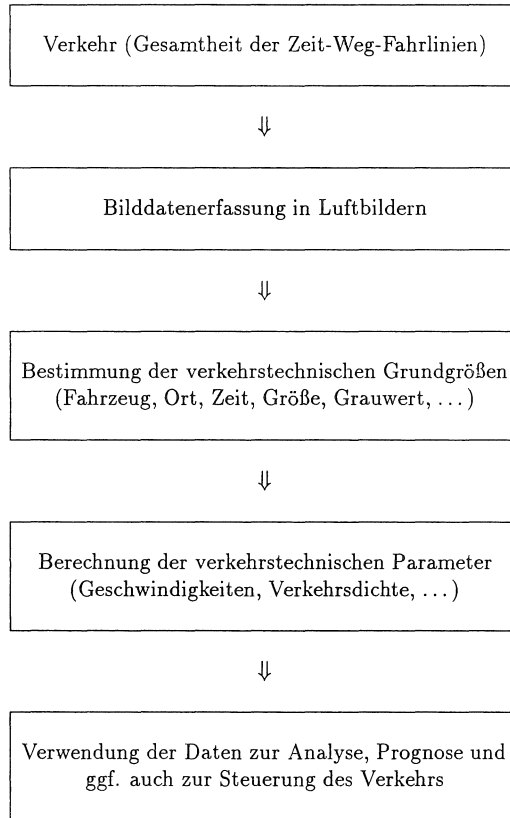 Verkehr (Gesamtheit der Zeit-Weg-Fahrlinien)
⇓
Bilddatenerfassung in Luftbildern
⇓
Bestimmung der verkehrstechnischen Grundgrößen
(Fahrzeug, Ort, Zeit, Größe, Grauwert, ...)
⇓
Berechnung der verkehrstechnischen Parameter
(Geschwindigkeiten, Verkehrsdichte, ...)
⇓
Verwendung der Daten zur Analyse, Prognose und
ggf. auch zur Steuerung des Verkehrs